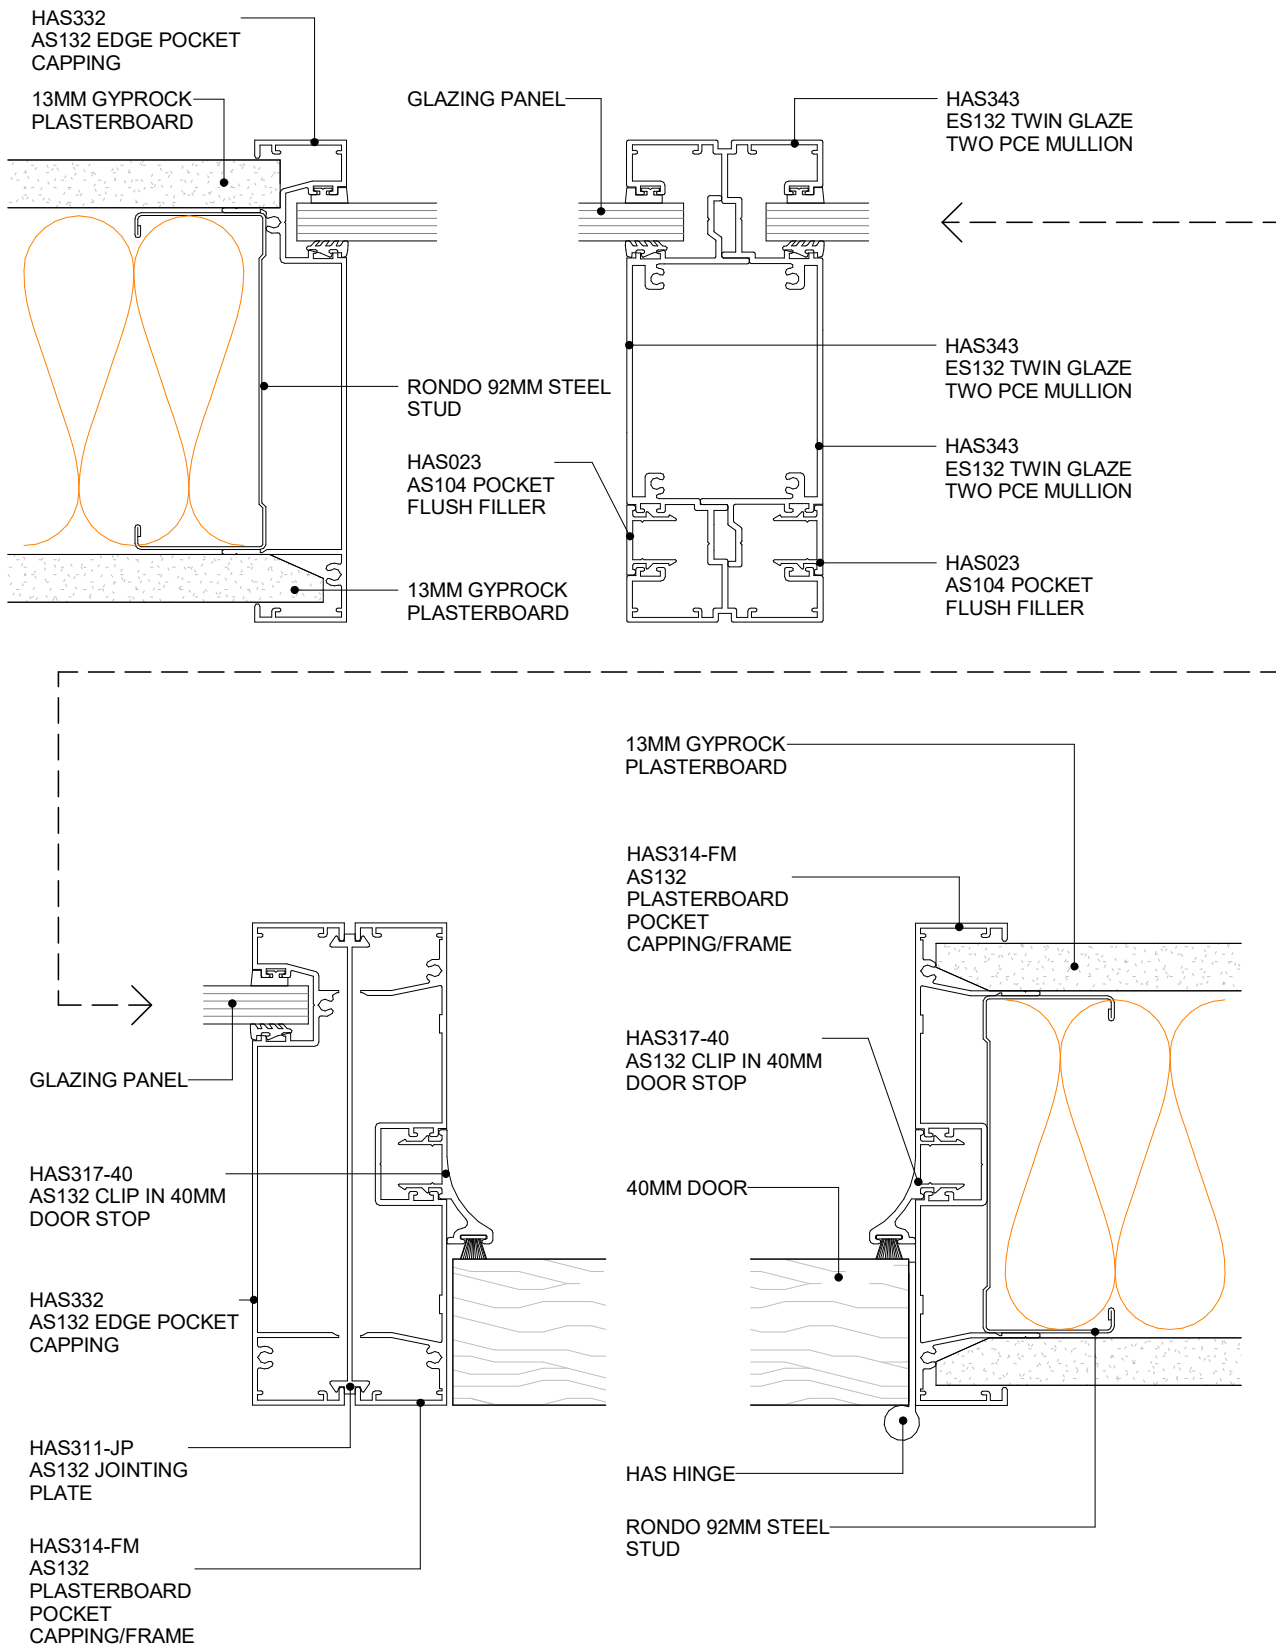 HAS332
AS132 EDGE POCKET
CAPPING
13MM GYPROCK
PLASTERBOARD
GLAZING PANEL
HAS343
ES132 TWIN GLAZE
TWO PCE MULLION
RONDO 92MM STEEL
STUD
HAS343
ES132 TWIN GLAZE
TWO PCE MULLION
HAS023
AS104 POCKET
FLUSH FILLER
HAS343
ES132 TWIN GLAZE
TWO PCE MULLION
13MM GYPROCK
PLASTERBOARD
HAS023
AS104 POCKET
FLUSH FILLER
13MM GYPROCK
PLASTERBOARD
HAS314-FM
AS132
PLASTERBOARD
POCKET
CAPPING/FRAME
GLAZING PANEL
HAS317-40
AS132 CLIP IN 40MM
DOOR STOP
HAS317-40
AS132 CLIP IN 40MM
DOOR STOP
40MM DOOR
HAS332
AS132 EDGE POCKET
CAPPING
HAS311-JP
AS132 JOINTING
PLATE
HAS HINGE
HAS314-FM
AS132
PLASTERBOARD
POCKET
CAPPING/FRAME
RONDO 92MM STEEL
STUD